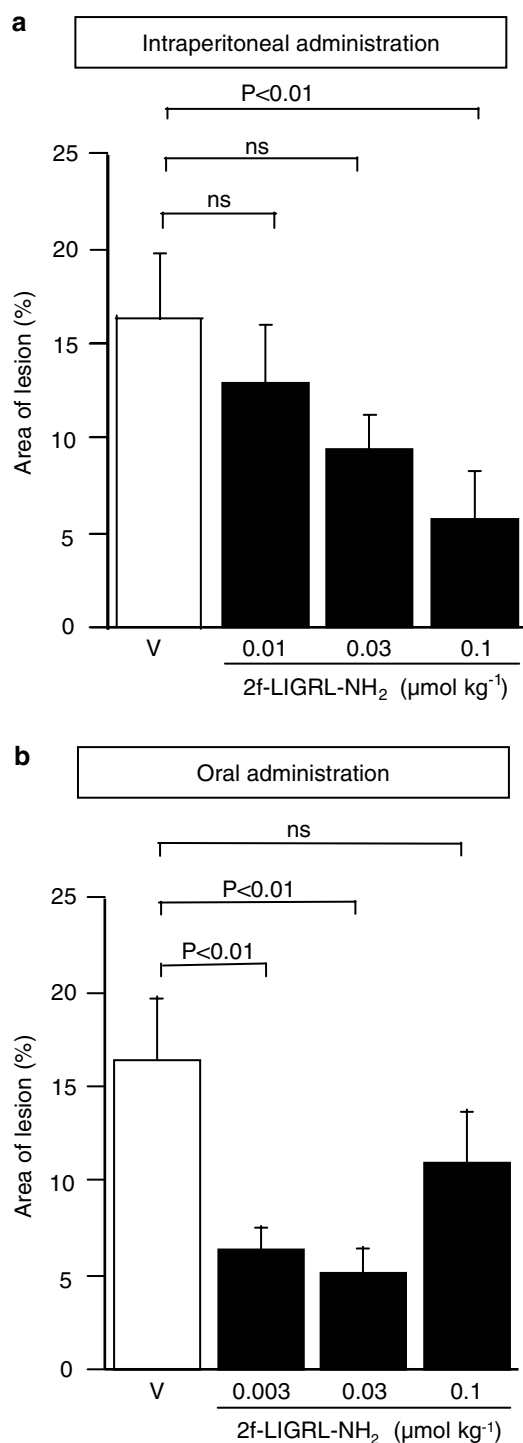 a
Intraperitoneal administration
P<0.01
ns
ns
25
20
15
10
5
0
Area of lesion (%)
V
0.01
0.03
0.1
2f-LIGRL-NH₂ (µmol kg⁻¹)
b
Oral administration
ns
P<0.01
P<0.01
25
20
15
10
5
0
Area of lesion (%)
V
0.003
0.03
0.1
2f-LIGRL-NH₂ (µmol kg⁻¹)